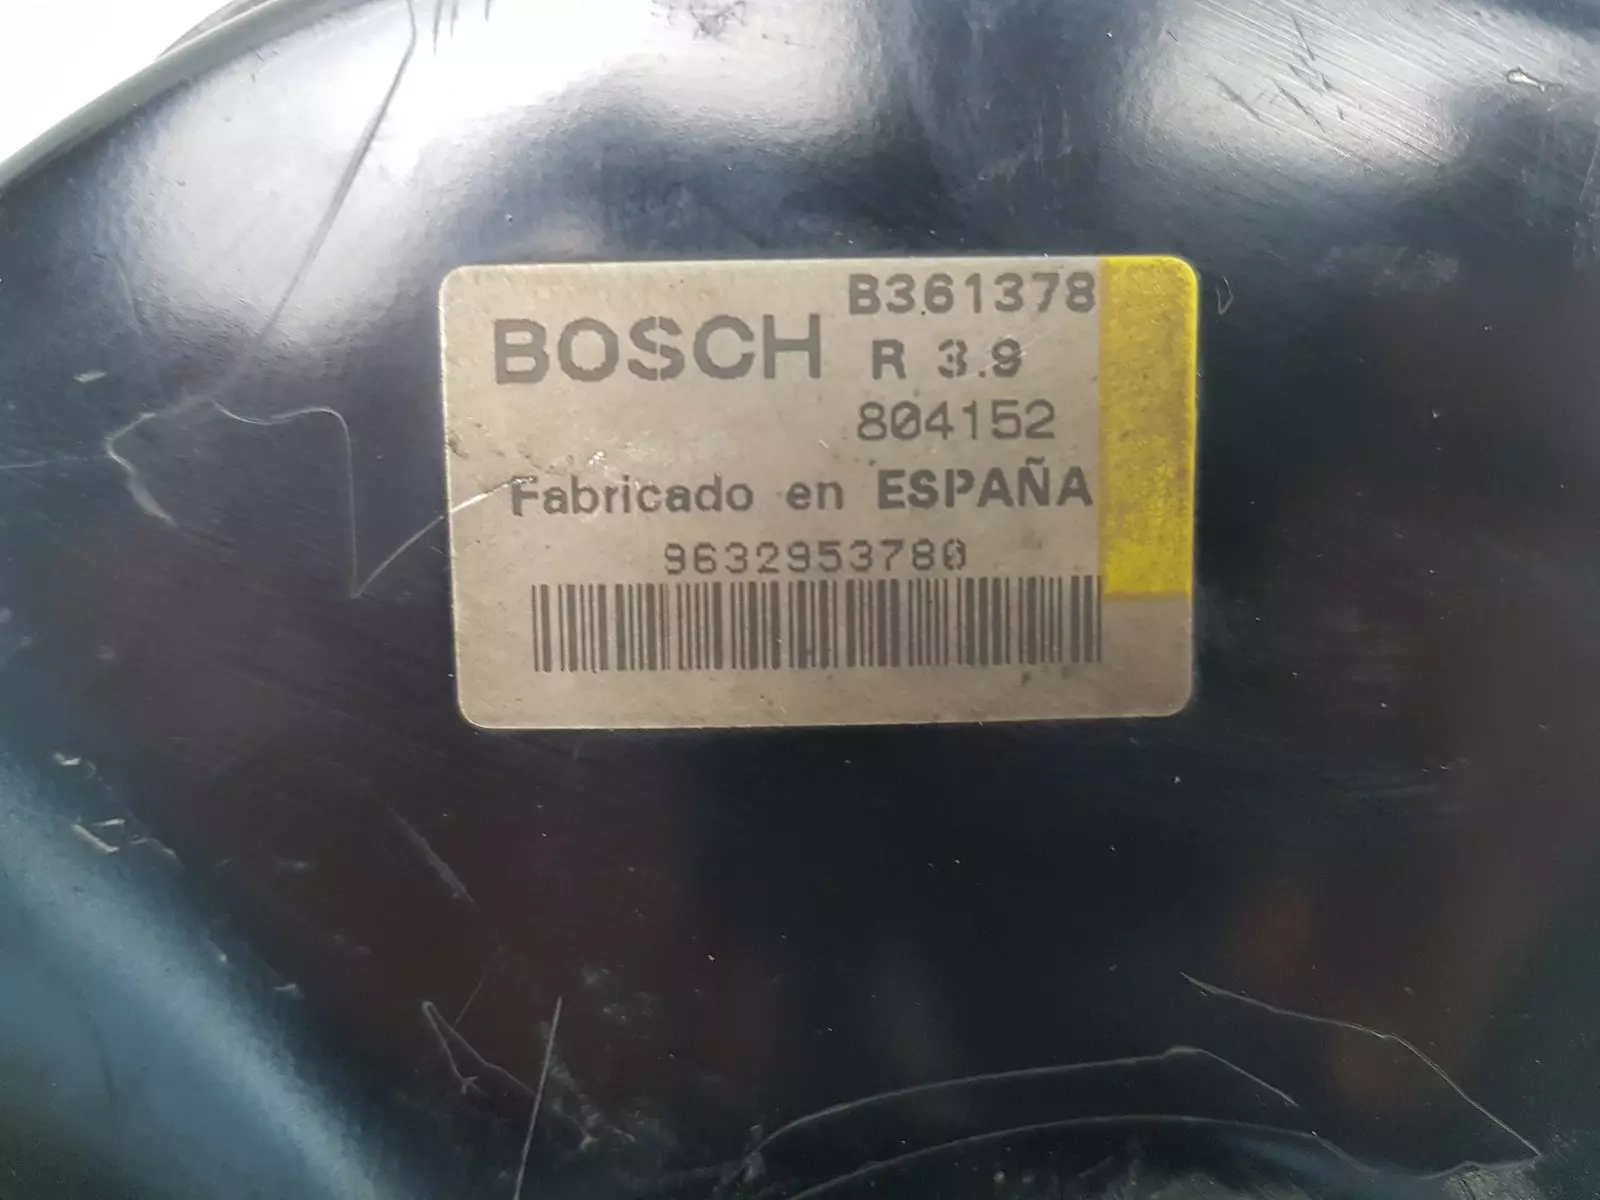 B361378
BOSCH R 3.9
804152
Fabricado en ESPAÑA
9632953780